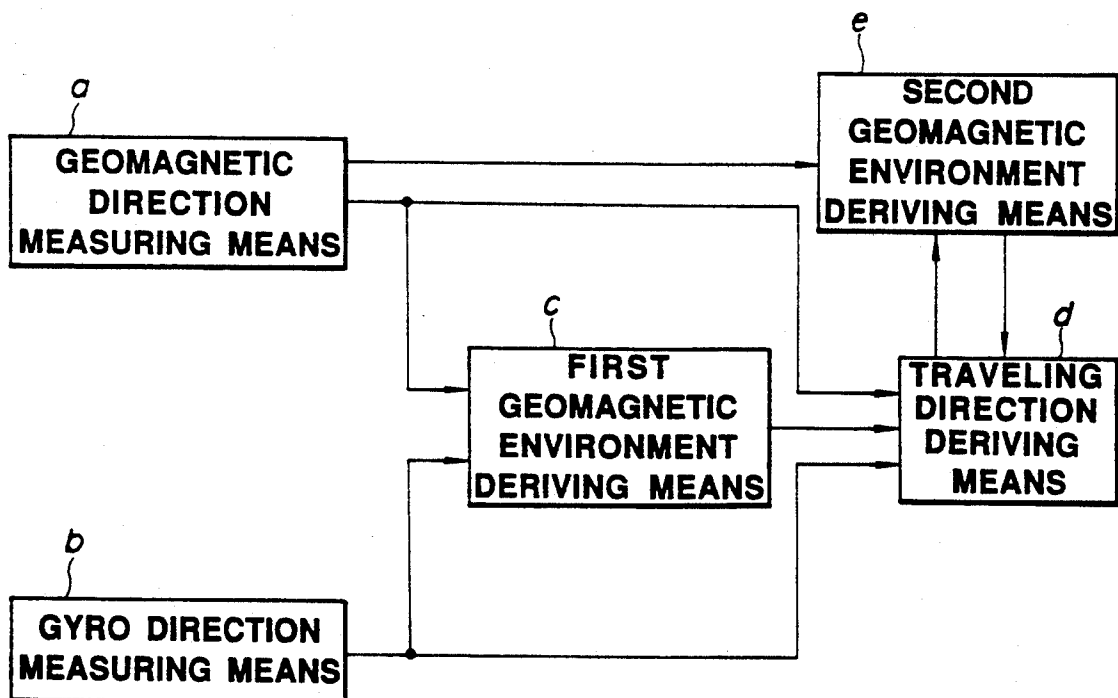 a
GEOMAGNETIC
DIRECTION
MEASURING MEANS
e
SECOND
GEOMAGNETIC
ENVIRONMENT
DERIVING MEANS
c
FIRST
GEOMAGNETIC
ENVIRONMENT
DERIVING MEANS
d
TRAVELING
DIRECTION
DERIVING
MEANS
b
GYRO DIRECTION
MEASURING MEANS